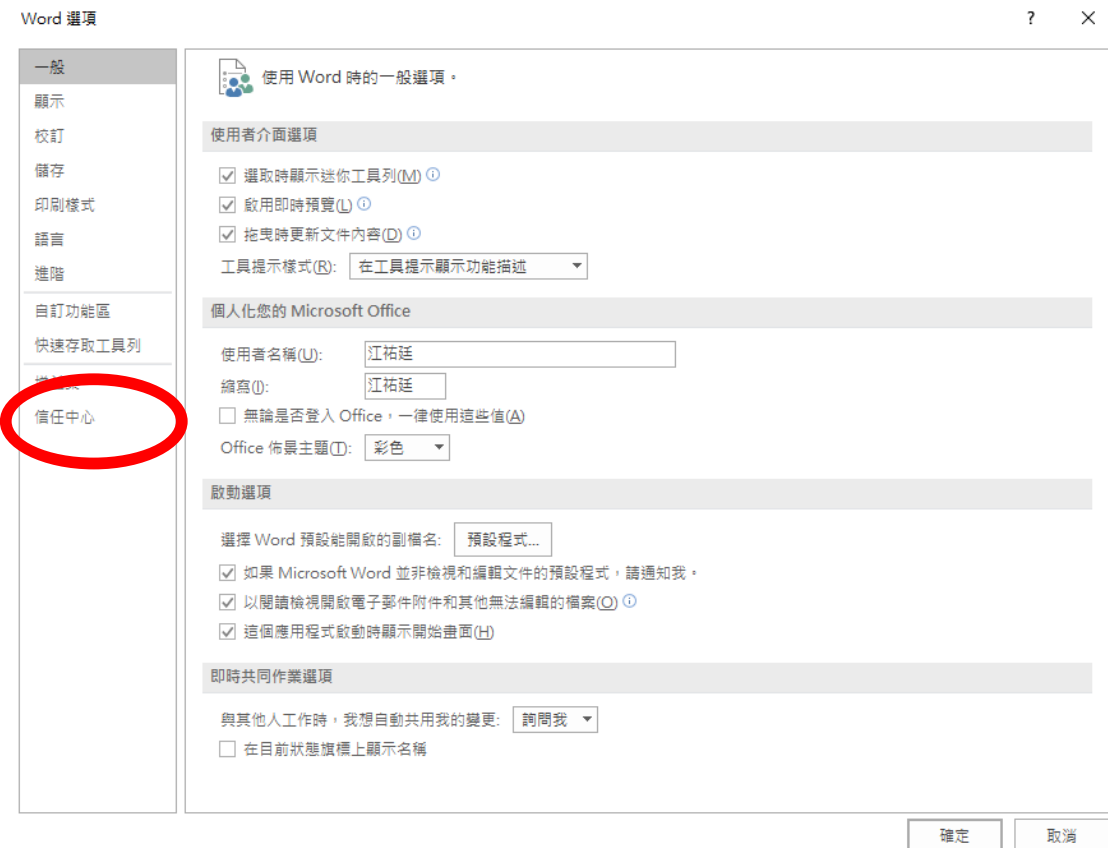 Word 選項
?
一般
顯示
校訂
儲存
印刷樣式
語言
進階
自訂功能區
快速存取工具列
信任中心
使用 Word 時的一般選項。
使用者介面選項
選取時顯示迷你工具列(M)
啟用即時預覽(L)
拖曳時更新文件內容(D)
工具提示樣式(R): 在工具提示顯示功能描述
個人化您的 Microsoft Office
使用者名稱(U): 江祐廷
縮寫(I): 江祐廷
無論是否登入 Office，一律使用這些值(A)
Office 佈景主題(T): 彩色
啟動選項
選擇 Word 預設能開啟的副檔名: 預設程式...
如果 Microsoft Word 並非檢視和編輯文件的預設程式，請通知我。
以閱讀檢視開啟電子郵件附件和其他無法編輯的檔案(O)
這個應用程式啟動時顯示開始畫面(H)
即時共同作業選項
與其他人工作時，我想自動共用我的變更: 詢問我
在目前狀態旗標上顯示名稱
確定
取消